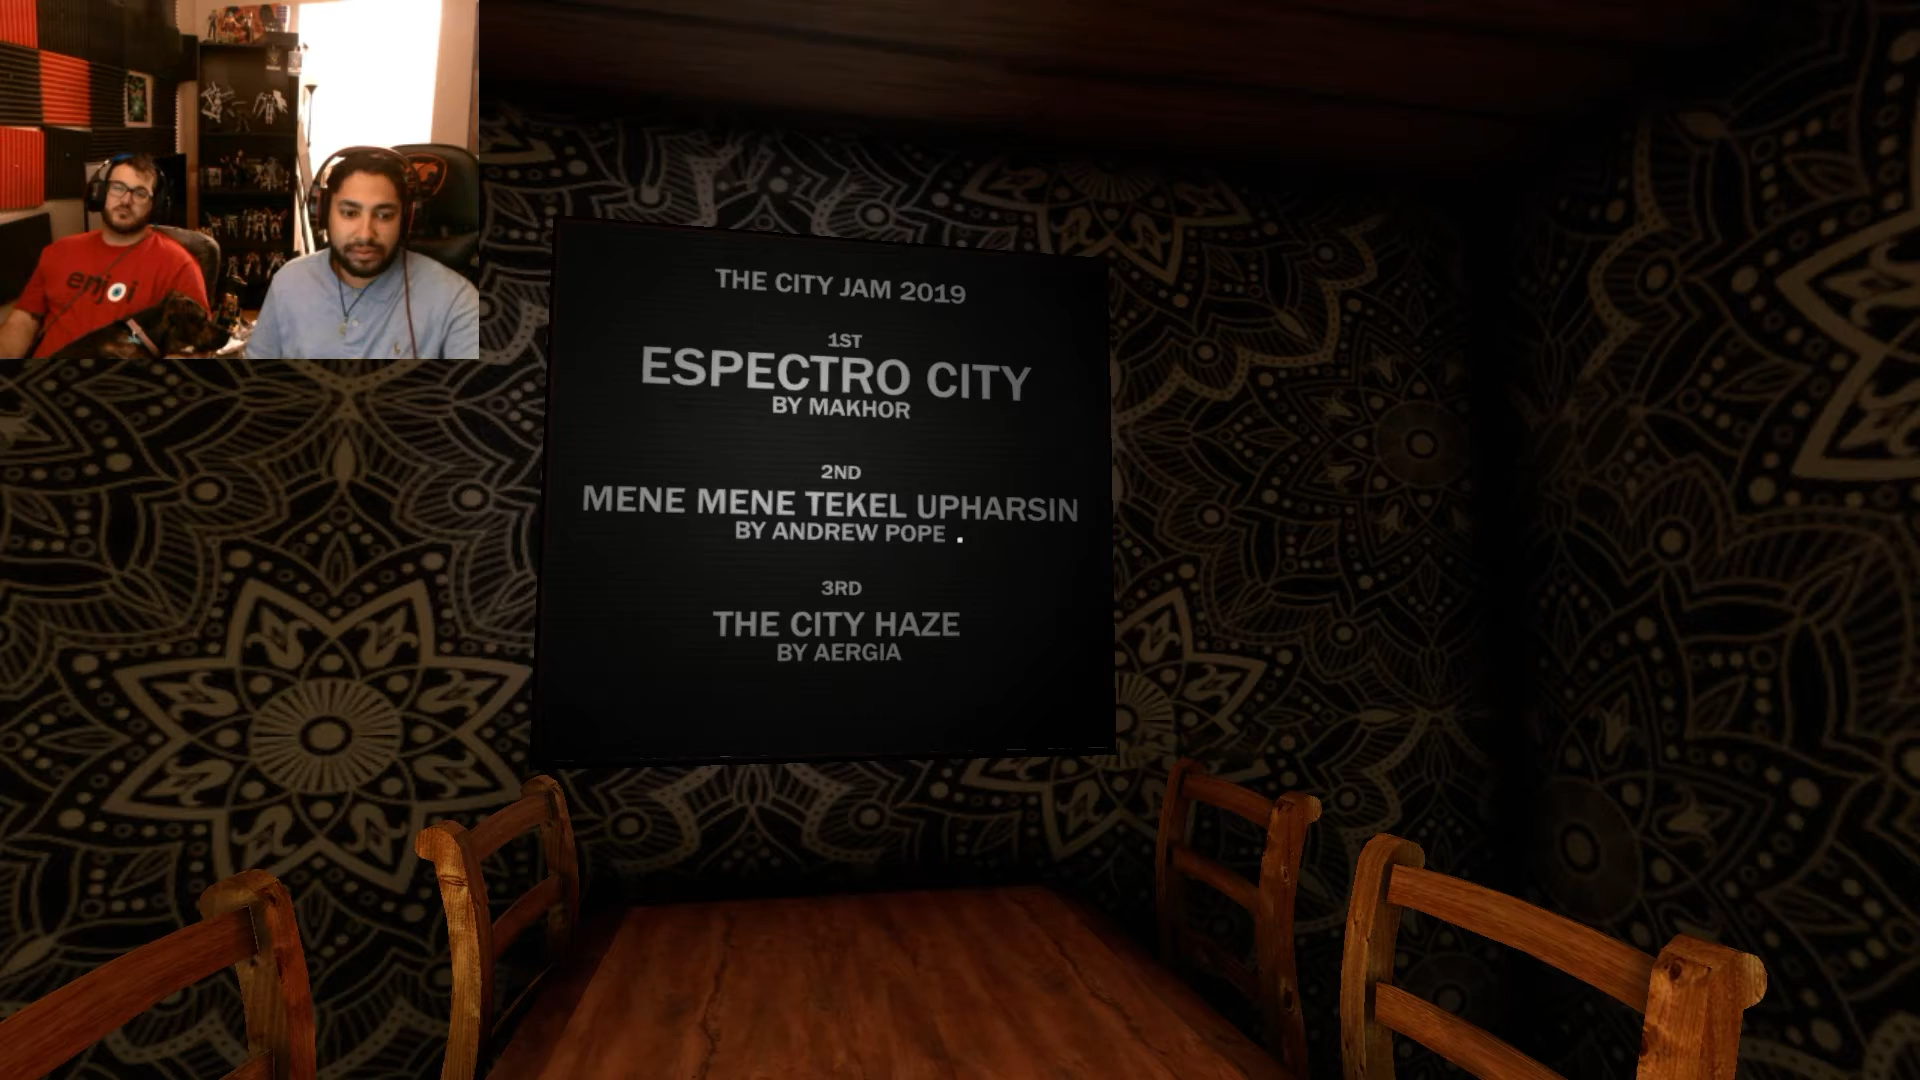 enjoi
THE CITY JAM 2019
1ST
ESPECTRO CITY
BY MAKHOR
2ND
MENE MENE TEKEL UPHARSIN
BY ANDREW POPE
3RD
THE CITY HAZE
BY AERGIA